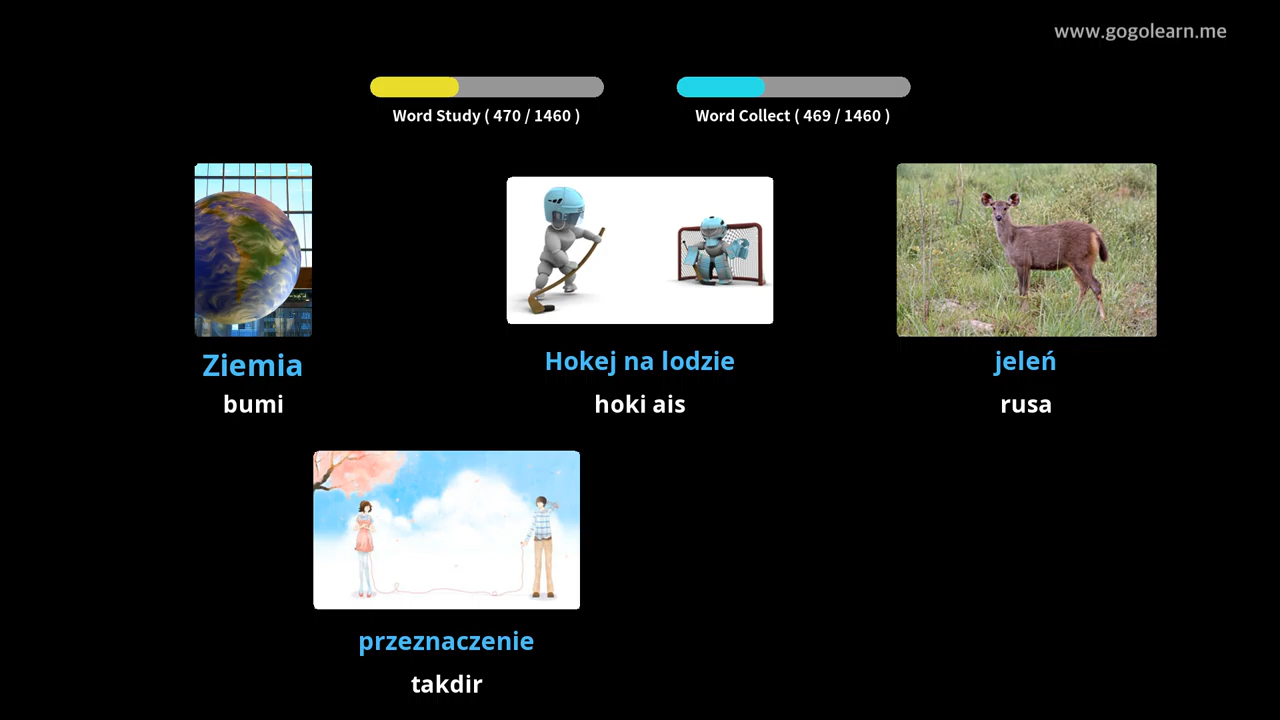 www.gogolearn.me
Word Study ( 470 / 1460 )
Word Collect ( 469 / 1460 )
Ziemia
bumi
Hokej na lodzie
hoki ais
jeleń
rusa
przeznaczenie
takdir